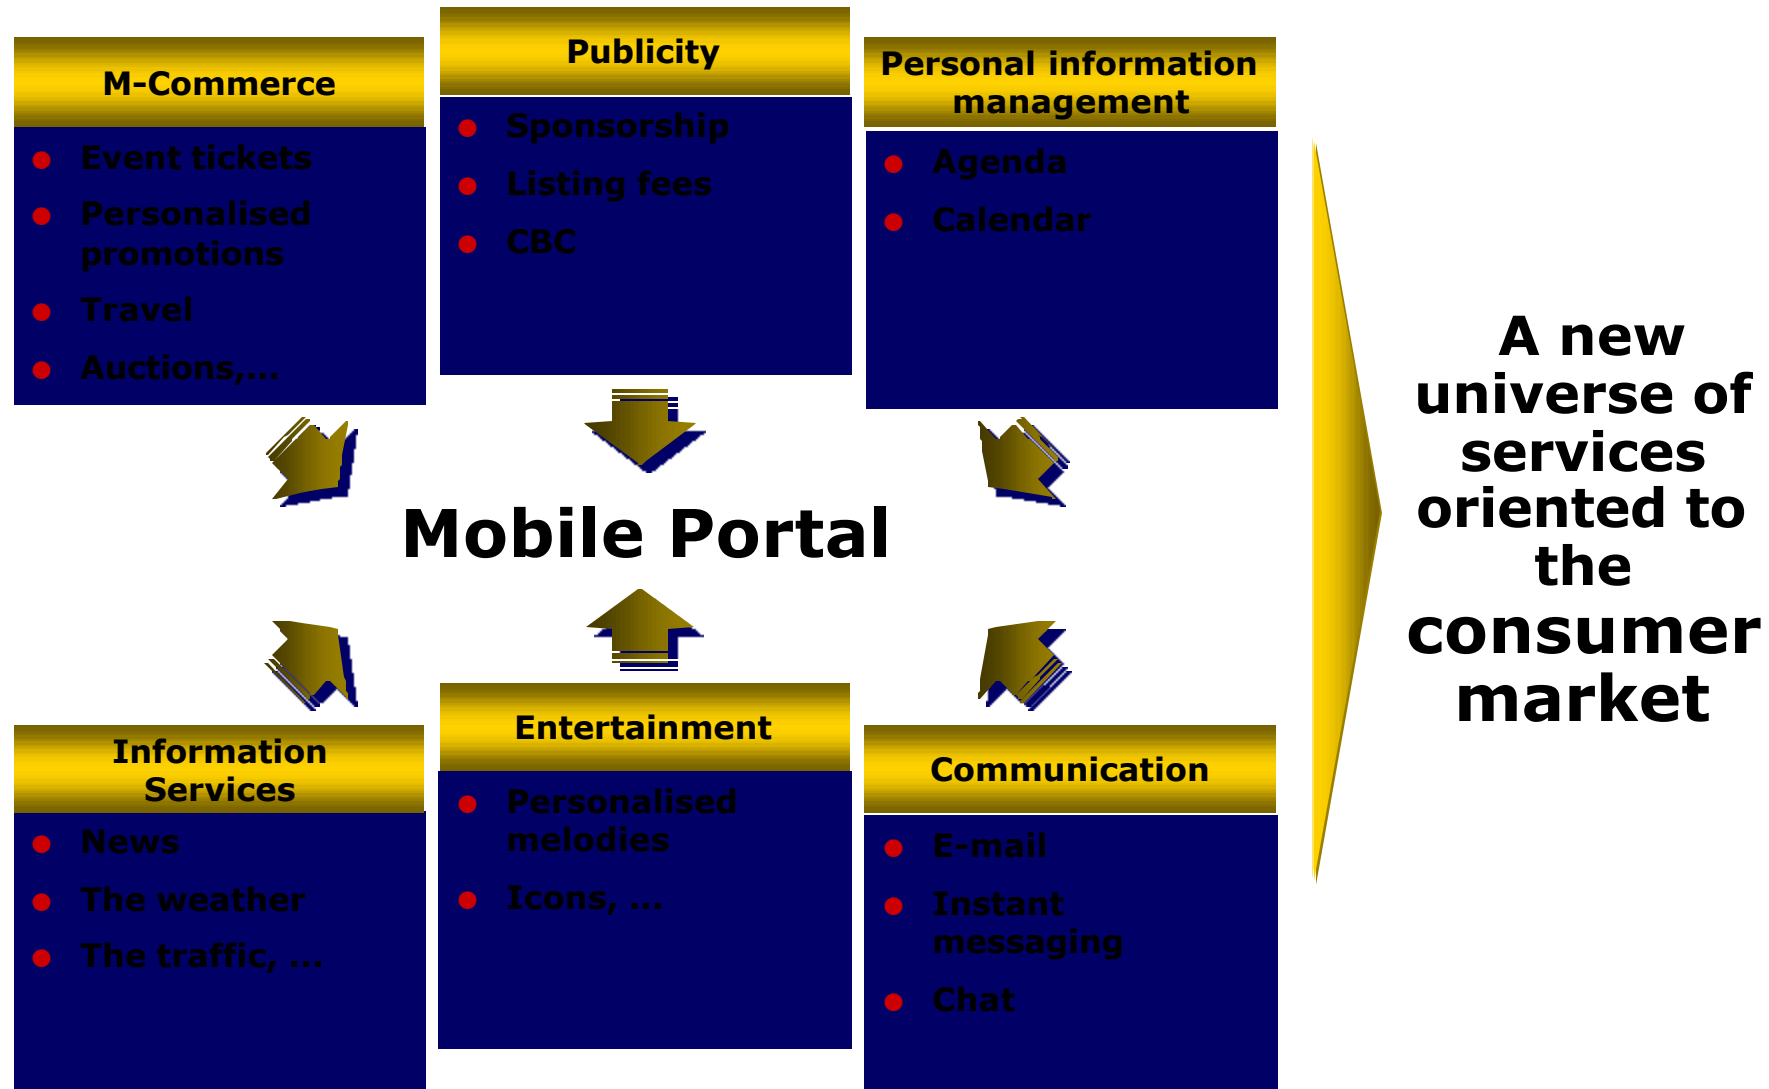 M-Commerce
Event tickets
Personalised
promotions
Travel
Auctions,...
Publicity
Sponsorship
Listing fees
CBC
Personal information
management
Agenda
Calendar
Mobile Portal
Information
Services
News
The weather
The traffic, ...
Entertainment
Personalised
melodies
Icons, ...
Communication
E-mail
Instant
messaging
Chat
A new
universe of
services
oriented to
the
consumer
market